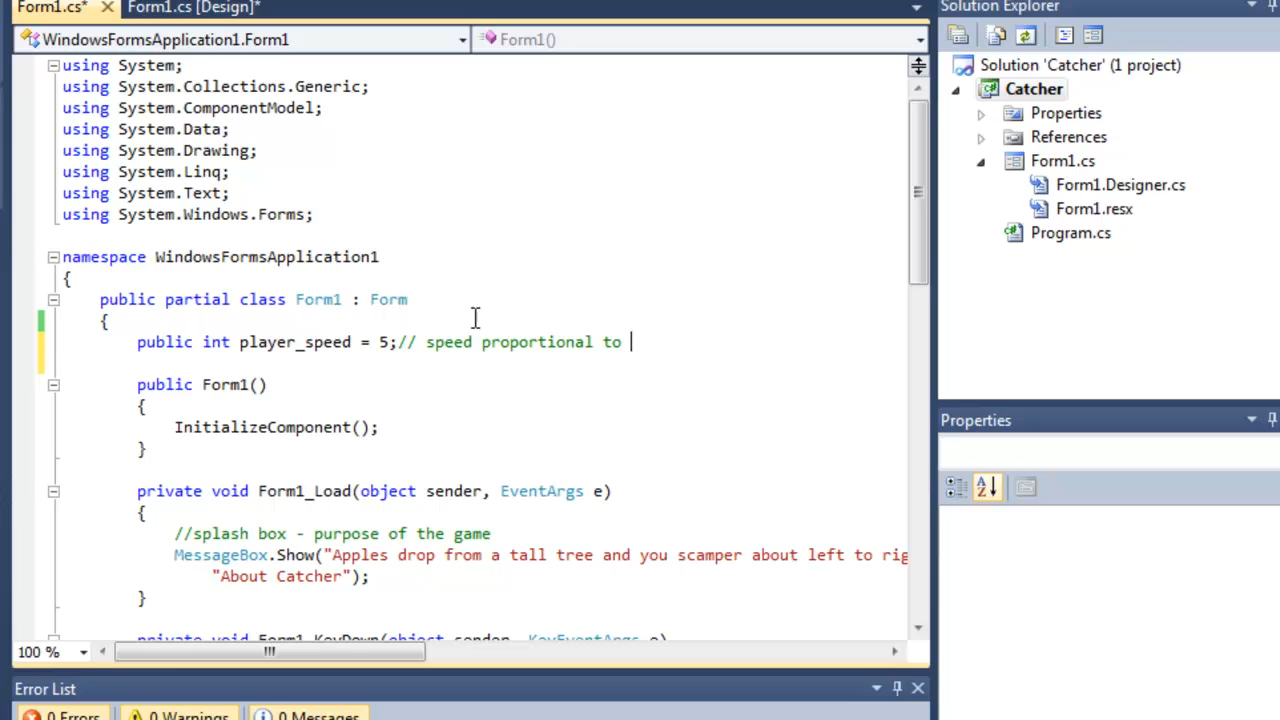 Form1.cs*
Form1.cs [Design]*
WindowsFormsApplication1.Form1
Form1()
using System;
using System.Collections.Generic;
using System.ComponentModel;
using System.Data;
using System.Drawing;
using System.Linq;
using System.Text;
using System.Windows.Forms;
namespace WindowsFormsApplication1
{
public partial class Form1 : Form
{
public int player_speed = 5;// speed proportional to
public Form1()
{
InitializeComponent();
}
private void Form1_Load(object sender, EventArgs e)
{
//splash box - purpose of the game
MessageBox.Show("Apples drop from a tall tree and you scamper about left to rig
"About Catcher");
}
private void Form1_KeyDown(object sender, KeyEventArgs e)
100 %
Error List
0 Errors
0 Warnings
0 Messages
Solution Explorer
Solution 'Catcher' (1 project)
Catcher
Properties
References
Form1.cs
Form1.Designer.cs
Form1.resx
Program.cs
Properties